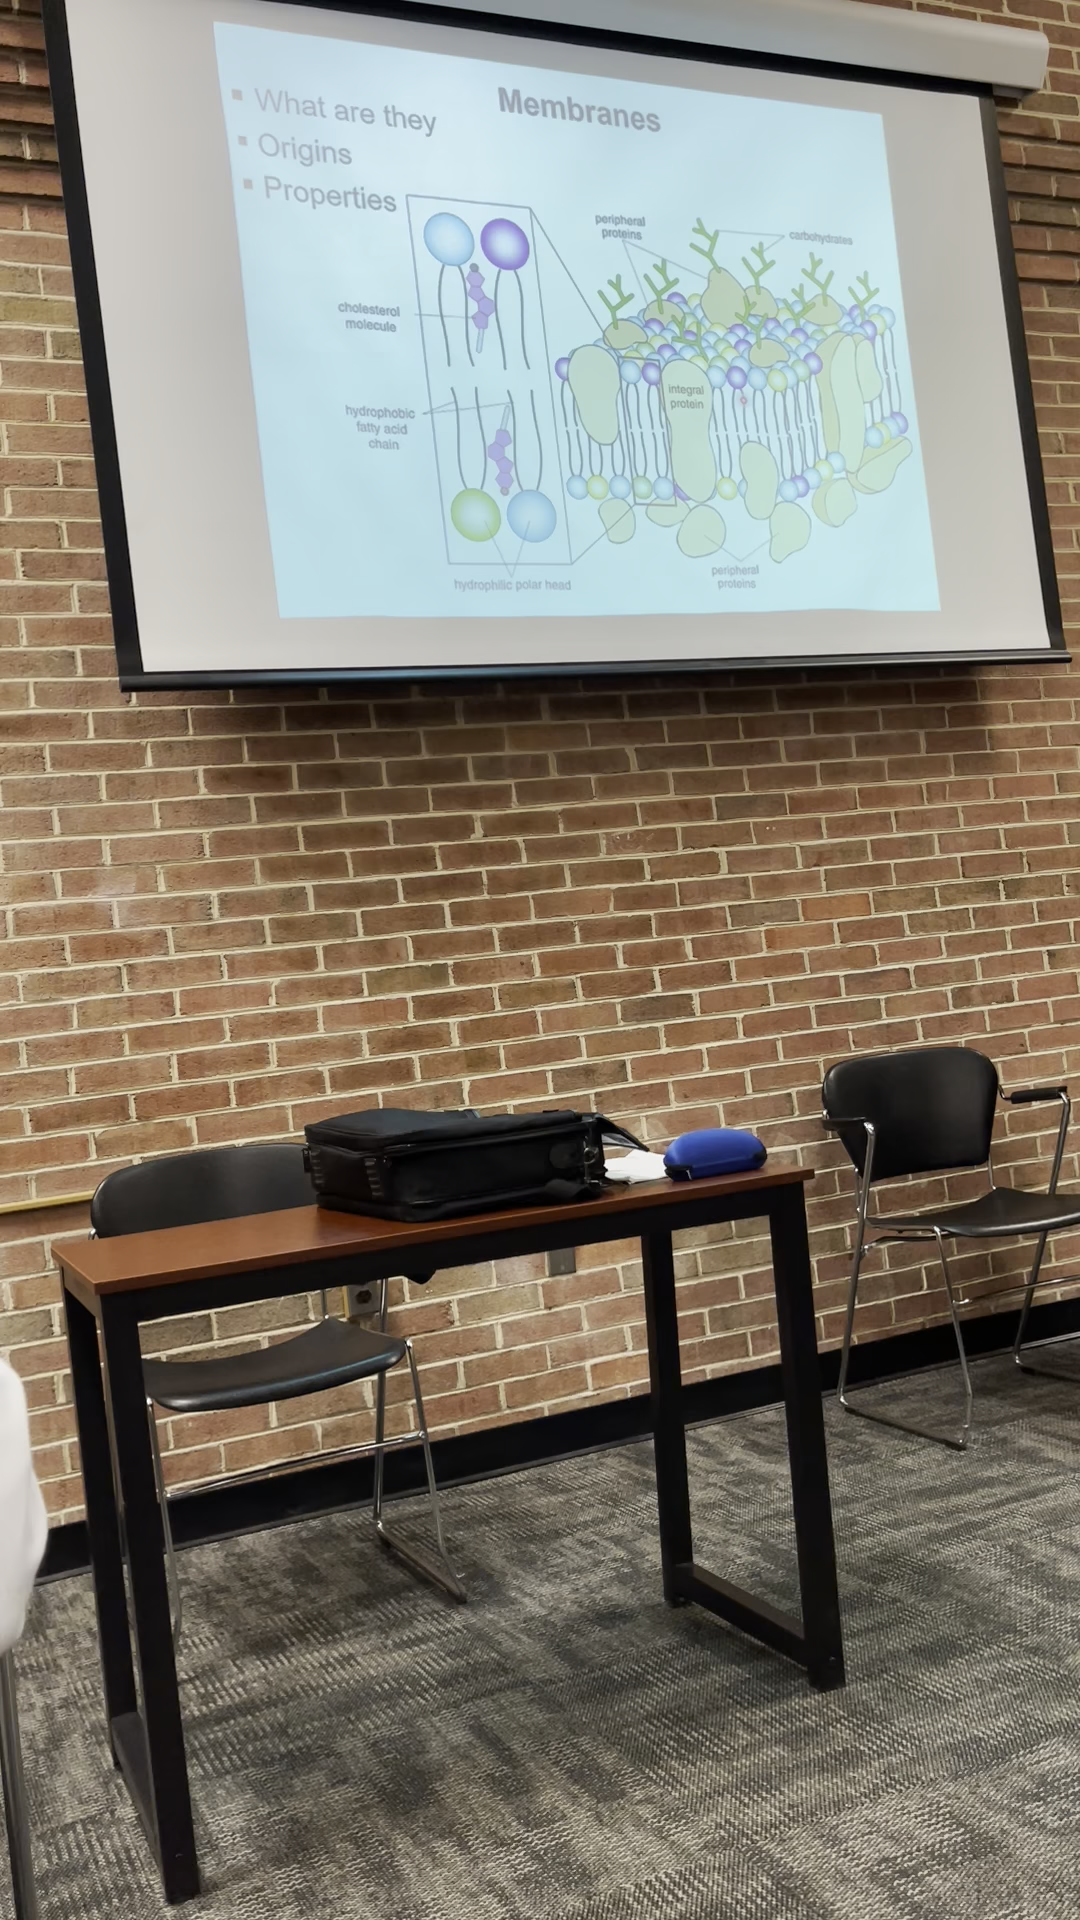 Membranes
▪ What are they
▪ Origins
▪ Properties
peripheral
proteins
carbohydrates
cholesterol
molecule
integral
protein
hydrophobic
fatty acid
chain
hydrophilic polar head
peripheral
proteins